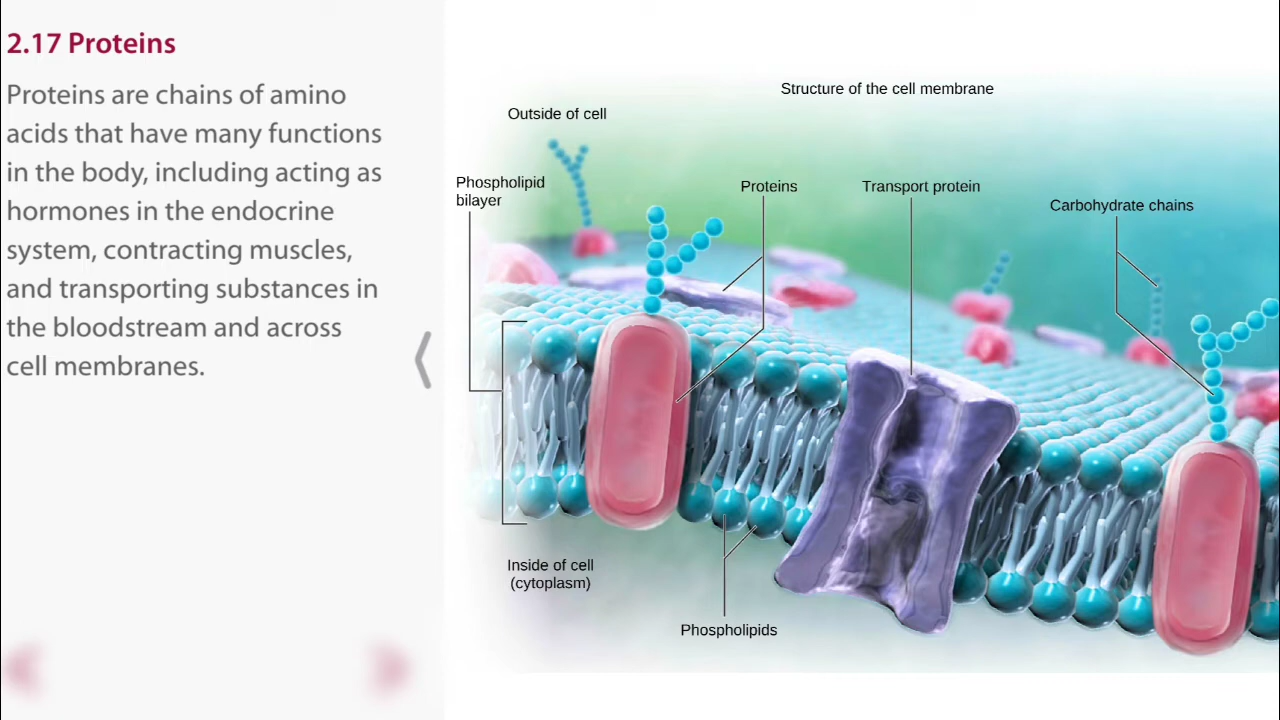 2.17 Proteins
Proteins are chains of amino
acids that have many functions
in the body, including acting as
hormones in the endocrine
system, contracting muscles,
and transporting substances in
the bloodstream and across
cell membranes.
Structure of the cell membrane
Outside of cell
Phospholipid
bilayer
Proteins
Transport protein
Carbohydrate chains
Inside of cell
(cytoplasm)
Phospholipids